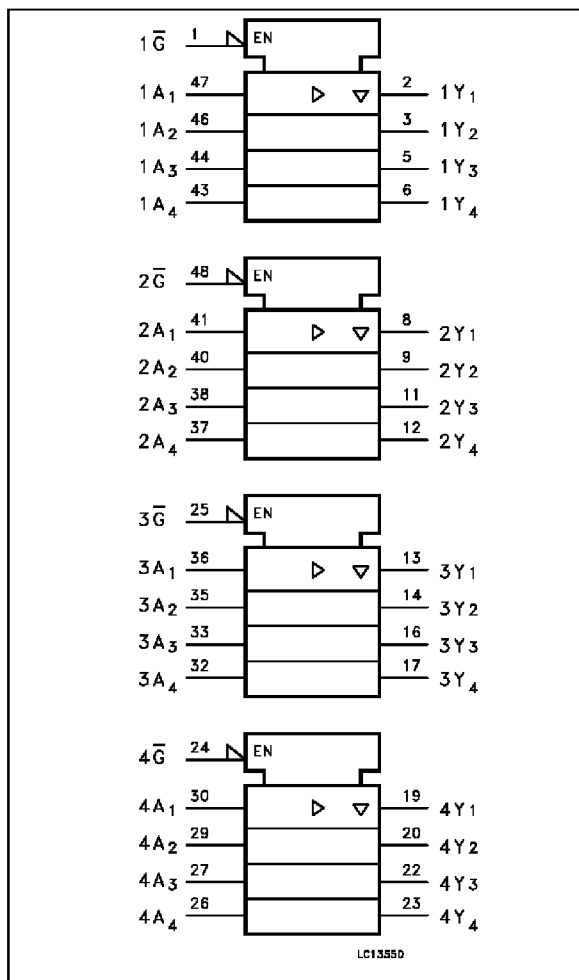 1G̅ 1 EN
1A₁ 47 2 1Y₁
1A₂ 46 3 1Y₂
1A₃ 44 5 1Y₃
1A₄ 43 6 1Y₄
2G̅ 48 EN
2A₁ 41 8 2Y₁
2A₂ 40 9 2Y₂
2A₃ 38 11 2Y₃
2A₄ 37 12 2Y₄
3G̅ 25 EN
3A₁ 36 13 3Y₁
3A₂ 35 14 3Y₂
3A₃ 33 16 3Y₃
3A₄ 32 17 3Y₄
4G̅ 24 EN
4A₁ 30 19 4Y₁
4A₂ 29 20 4Y₂
4A₃ 27 22 4Y₃
4A₄ 26 23 4Y₄
LC13550